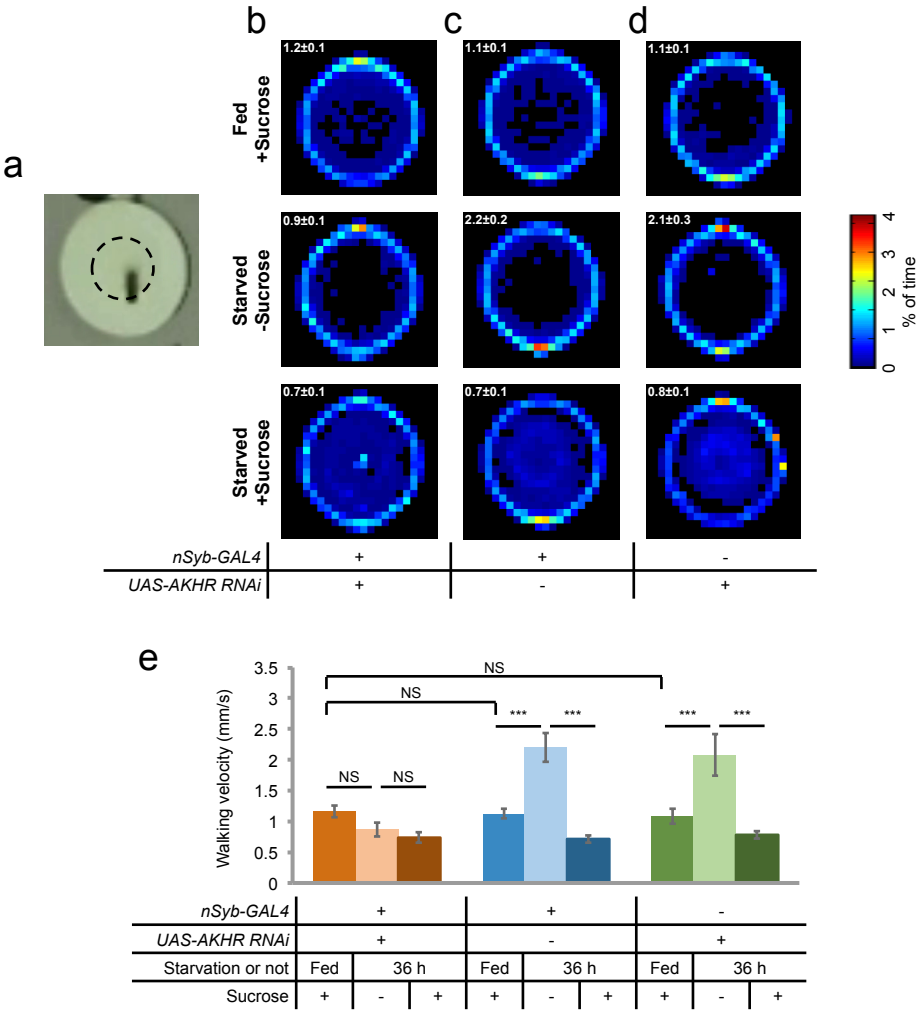 a
b c d
Fed
+Sucrose
1.2±0.1 1.1±0.1 1.1±0.1
Starved
-Sucrose
0.9±0.1 2.2±0.2 2.1±0.3
Starved
+Sucrose
0.7±0.1 0.7±0.1 0.8±0.1
0 1 2 3 4
% of time
nSyb-GAL4 + + -
UAS-AKHR RNAi + - +
e
Walking velocity (mm/s)
3.5
3
2.5
2
1.5
1
0.5
0
NS
NS
*** *** *** ***
NS NS
nSyb-GAL4 + + -
UAS-AKHR RNAi + - +
Starvation or not Fed 36 h Fed 36 h Fed 36 h
Sucrose + - + + - + + - +